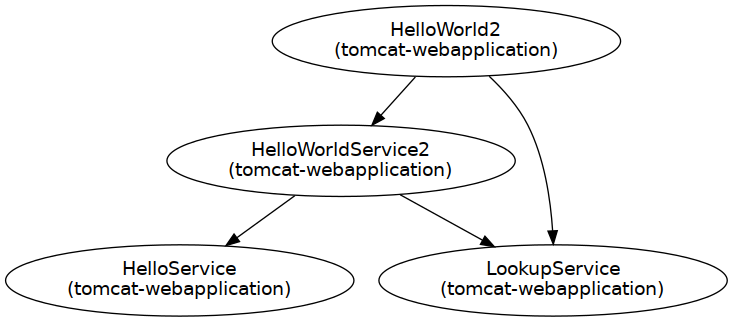 HelloWorld2
(tomcat-webapplication)
HelloWorldService2
(tomcat-webapplication)
HelloService
(tomcat-webapplication)
LookupService
(tomcat-webapplication)